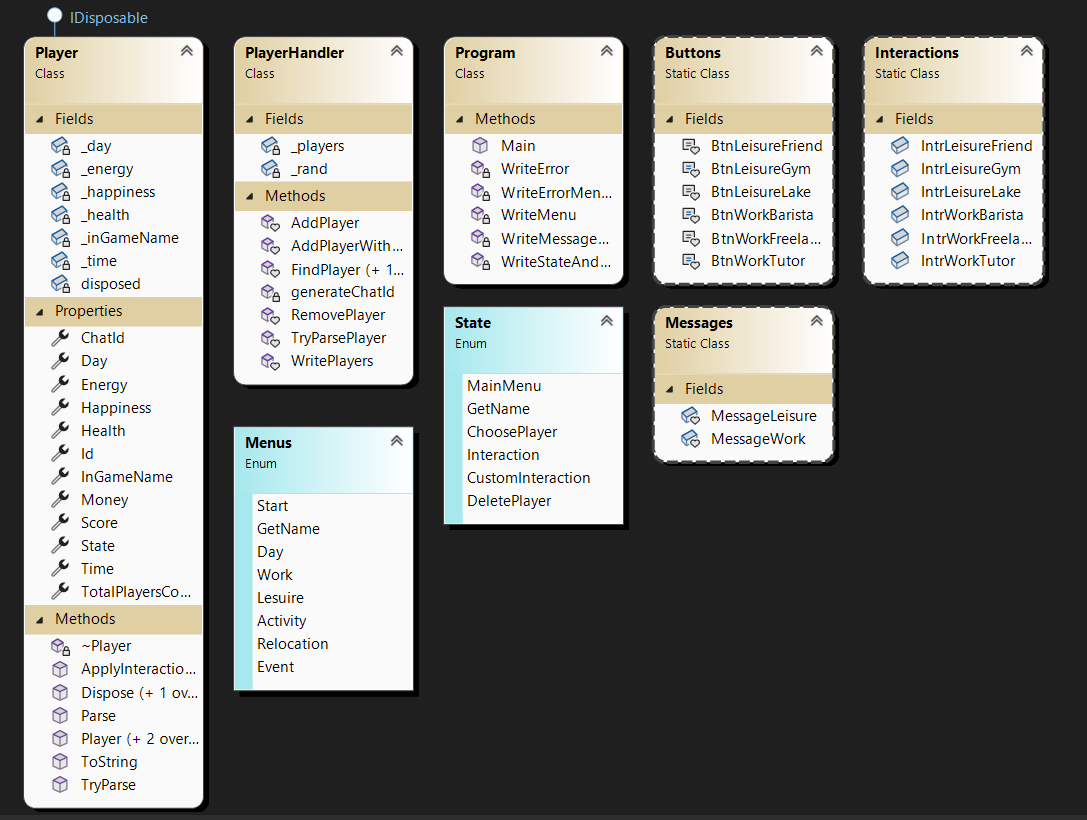 IDisposable
Player
Class
Fields
_day
_energy
_happiness
_health
_inGameName
_time
disposed
Properties
ChatId
Day
Energy
Happiness
Health
Id
InGameName
Money
Score
State
Time
TotalPlayersCo...
Methods
~Player
ApplyInteractio...
Dispose (+ 1 ov...
Parse
Player (+ 2 over...
ToString
TryParse
PlayerHandler
Class
Fields
_players
_rand
Methods
AddPlayer
AddPlayerWith...
FindPlayer (+ 1...
generateChatId
RemovePlayer
TryParsePlayer
WritePlayers
Menus
Enum
Start
GetName
Day
Work
Lesuire
Activity
Relocation
Event
Program
Class
Methods
Main
WriteError
WriteErrorMen...
WriteMenu
WriteMessage...
WriteStateAnd...
State
Enum
MainMenu
GetName
ChoosePlayer
Interaction
CustomInteraction
DeletePlayer
Buttons
Static Class
Fields
BtnLeisureFriend
BtnLeisureGym
BtnLeisureLake
BtnWorkBarista
BtnWorkFreela...
BtnWorkTutor
Messages
Static Class
Fields
MessageLeisure
MessageWork
Interactions
Static Class
Fields
IntrLeisureFriend
IntrLeisureGym
IntrLeisureLake
IntrWorkBarista
IntrWorkFreela...
IntrWorkTutor